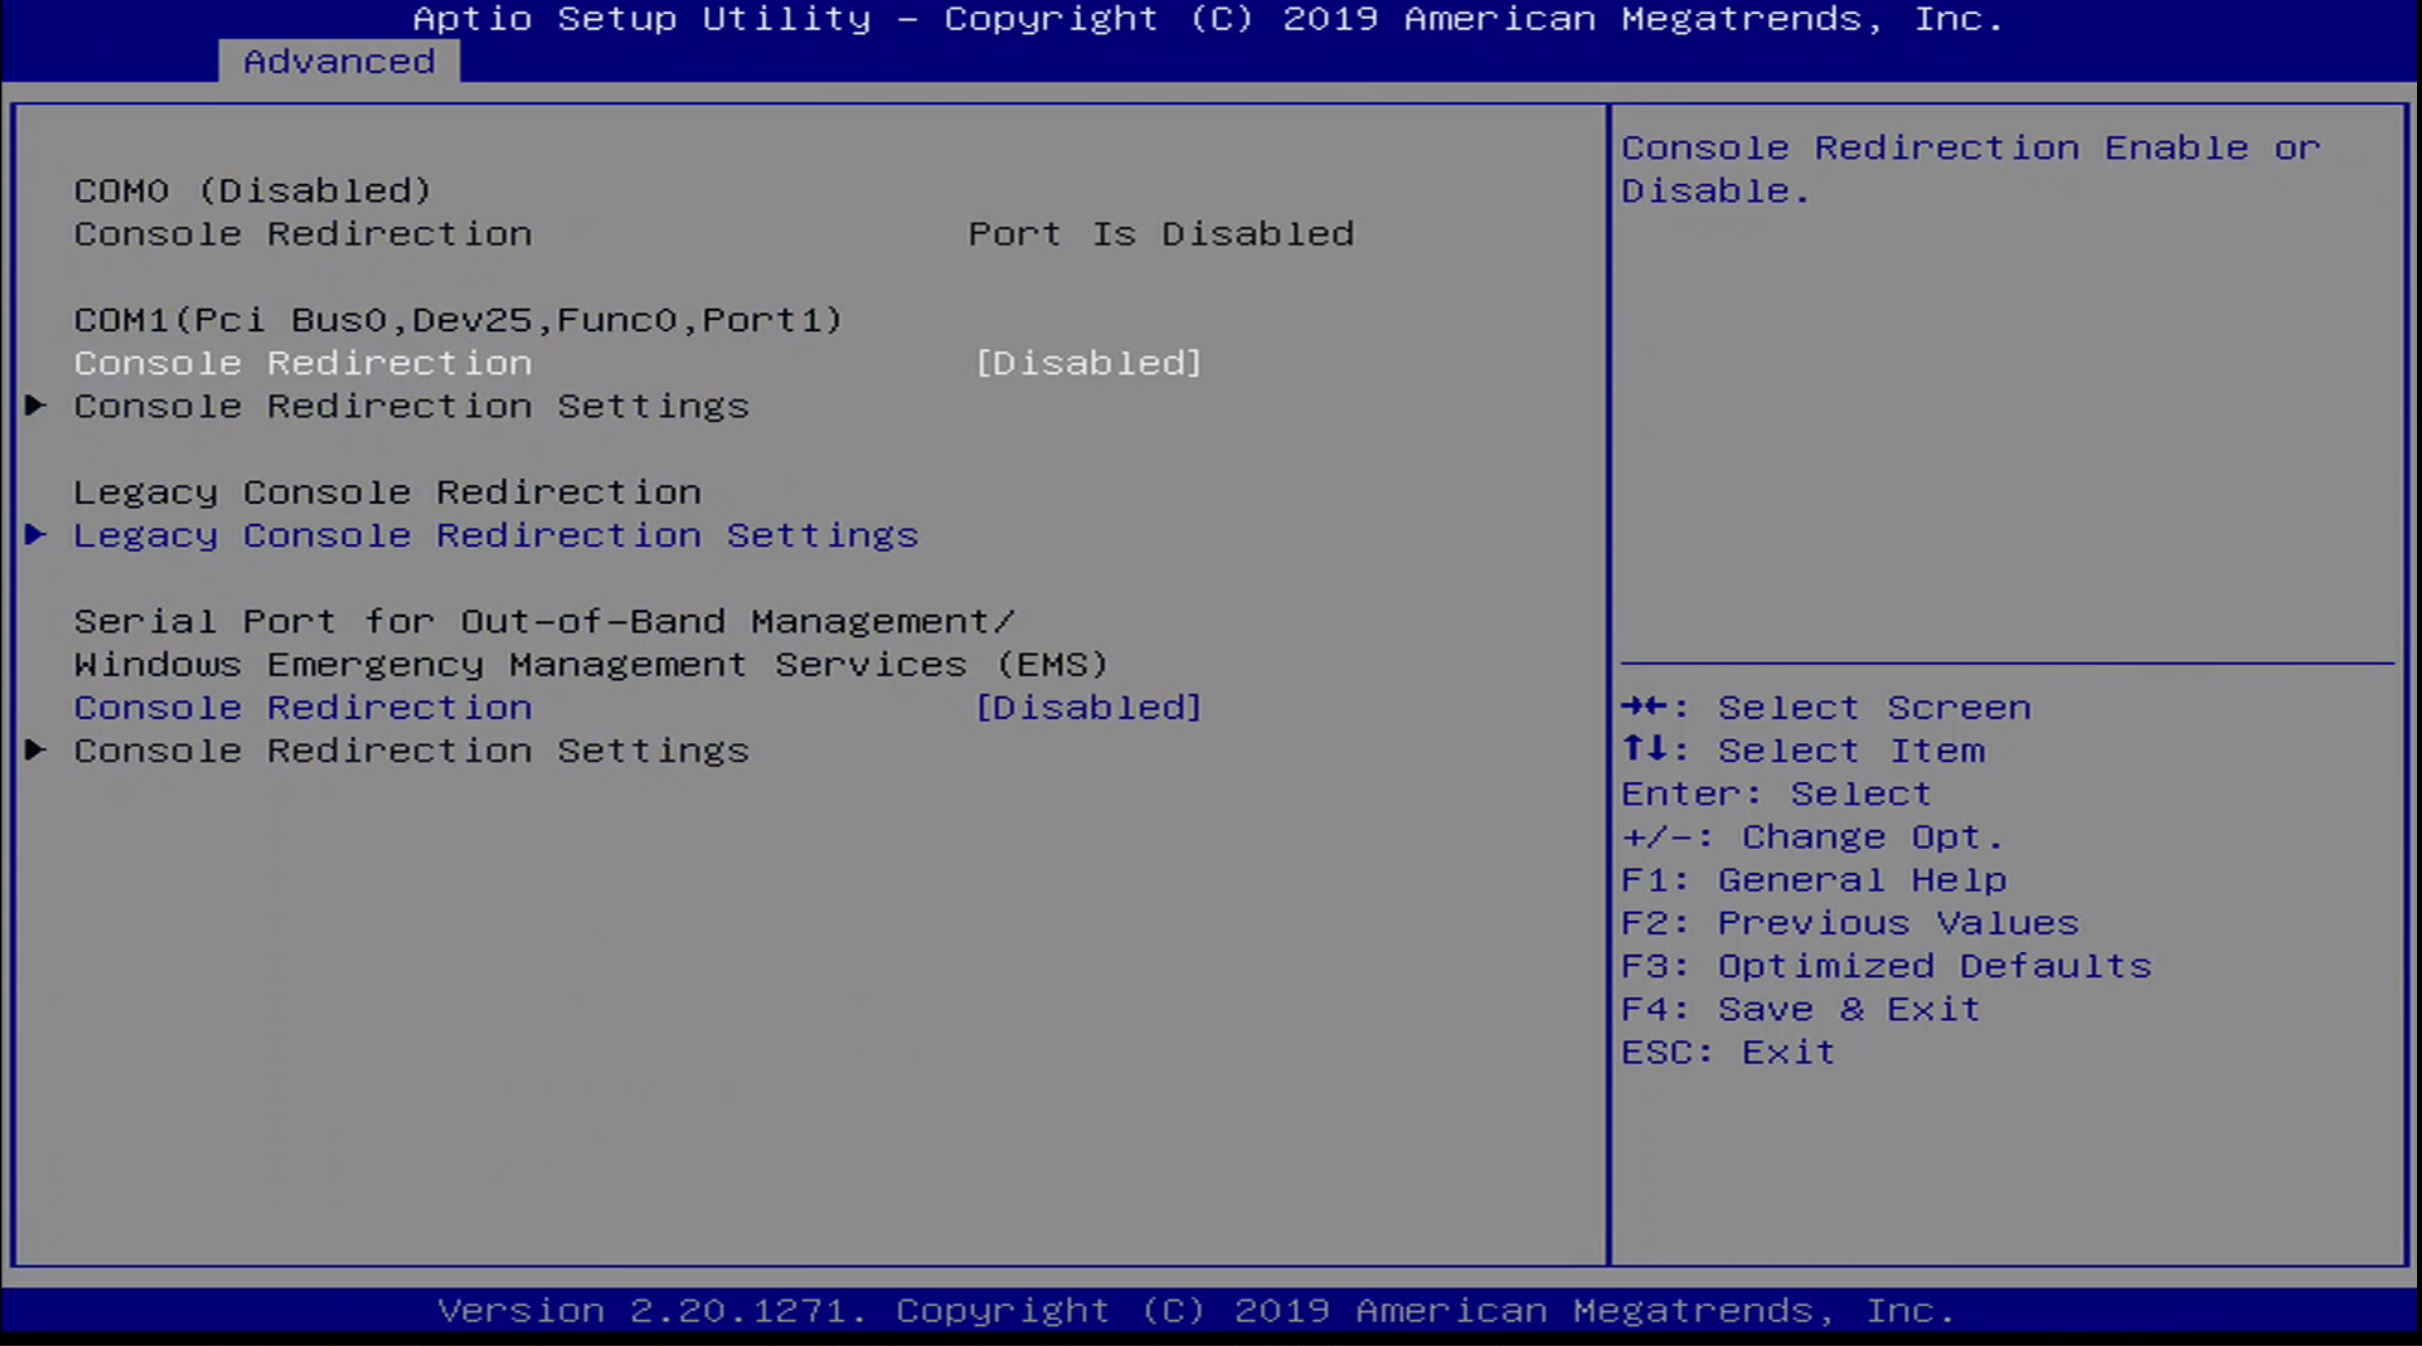 Aptio Setup Utility – Copyright (C) 2019 American Megatrends, Inc.
Advanced
COM0 (Disabled)
Console Redirection Port Is Disabled
COM1(Pci Bus0,Dev25,Func0,Port1)
Console Redirection [Disabled]
Console Redirection Settings
Legacy Console Redirection
Legacy Console Redirection Settings
Serial Port for Out-of-Band Management/
Windows Emergency Management Services (EMS)
Console Redirection [Disabled]
Console Redirection Settings
Console Redirection Enable or
Disable.
→←: Select Screen
↑↓: Select Item
Enter: Select
+/-: Change Opt.
F1: General Help
F2: Previous Values
F3: Optimized Defaults
F4: Save & Exit
ESC: Exit
Version 2.20.1271. Copyright (C) 2019 American Megatrends, Inc.